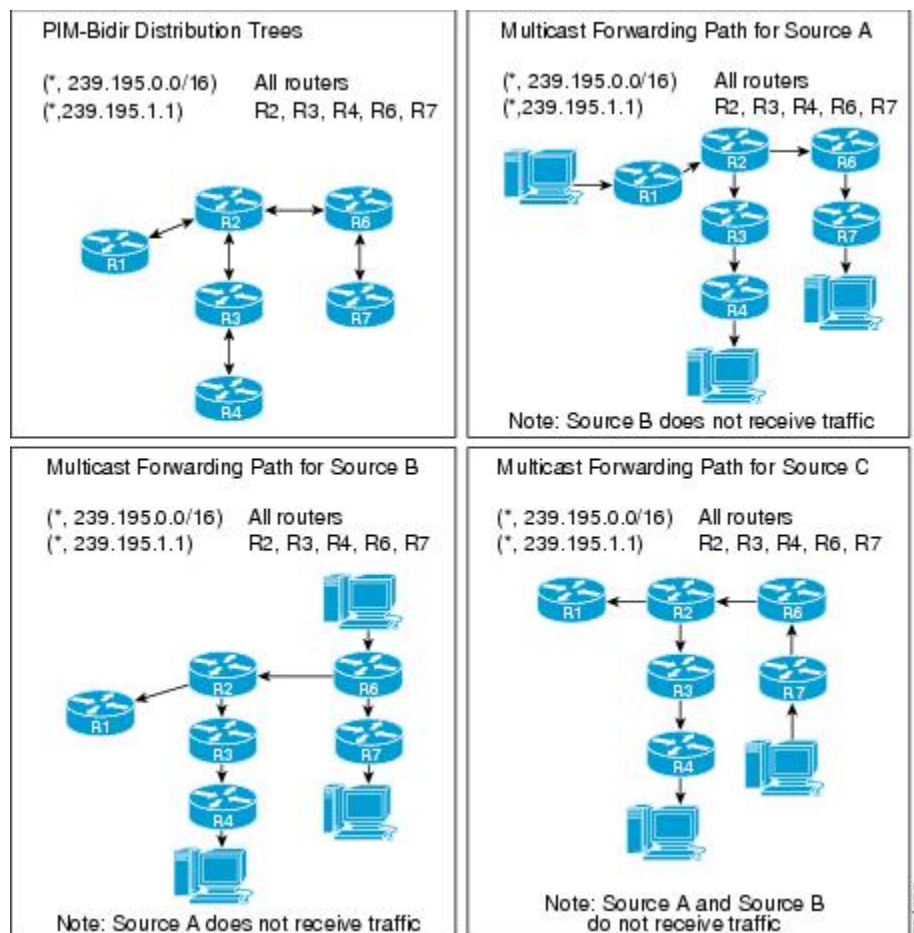 PIM-Bidir Distribution Trees
(*, 239.195.0.0/16) All routers
(*,239.195.1.1) R2, R3, R4, R6, R7
R2
R6
R1
R3
R7
R4
Multicast Forwarding Path for Source A
(*, 239.195.0.0/16) All routers
(*,239.195.1.1) R2, R3, R4, R6, R7
R2
R6
R1
R3
R7
R4
Note: Source B does not receive traffic
Multicast Forwarding Path for Source B
(*, 239.195.0.0/16) All routers
(*, 239.195.1.1) R2, R3, R4, R6, R7
R2
R6
R1
R3
R7
R4
Note: Source A does not receive traffic
Multicast Forwarding Path for Source C
(*, 239.195.0.0/16) All routers
(*, 239.195.1.1) R2, R3, R4, R6, R7
R1
R2
R6
R3
R7
R4
Note: Source A and Source B
do not receive traffic